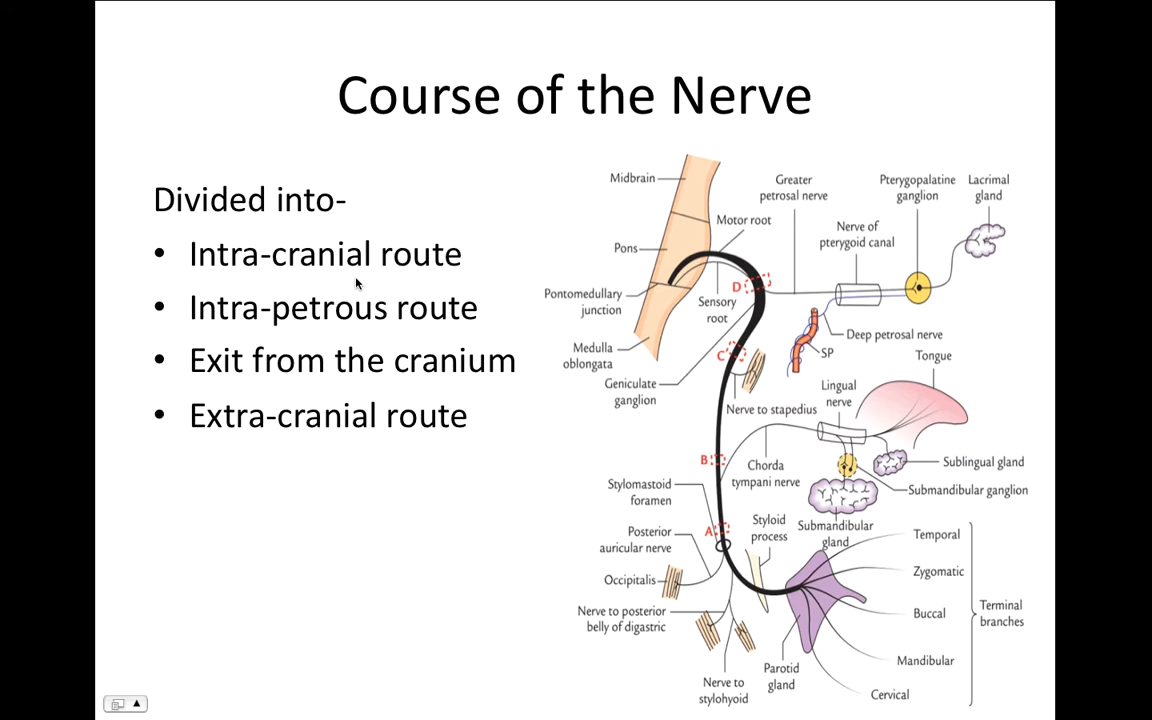 Course of the Nerve
Divided into-
• Intra-cranial route
• Intra-petrous route
• Exit from the cranium
• Extra-cranial route
Midbrain
Pons
Pontomedullary
junction
Medulla
oblongata
Geniculate
ganglion
Motor root
Sensory
root
Greater
petrosal nerve
Nerve of
pterygoid canal
Pterygopalatine
ganglion
Lacrimal
gland
D
C
Deep petrosal nerve
SP
Nerve to stapedius
Lingual
nerve
Tongue
B
Chorda
tympani nerve
Sublingual gland
Submandibular ganglion
Submandibular
gland
Stylomastoid
foramen
A
Posterior
auricular nerve
Styloid
process
Occipitalis
Nerve to posterior
belly of digastric
Nerve to
stylohyoid
Parotid
gland
Temporal
Zygomatic
Buccal
Mandibular
Cervical
Terminal
branches